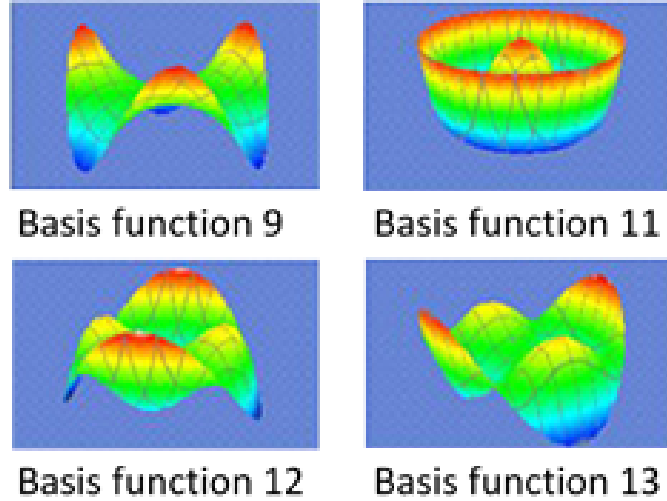 Basis function 9
Basis function 11
Basis function 12
Basis function 13